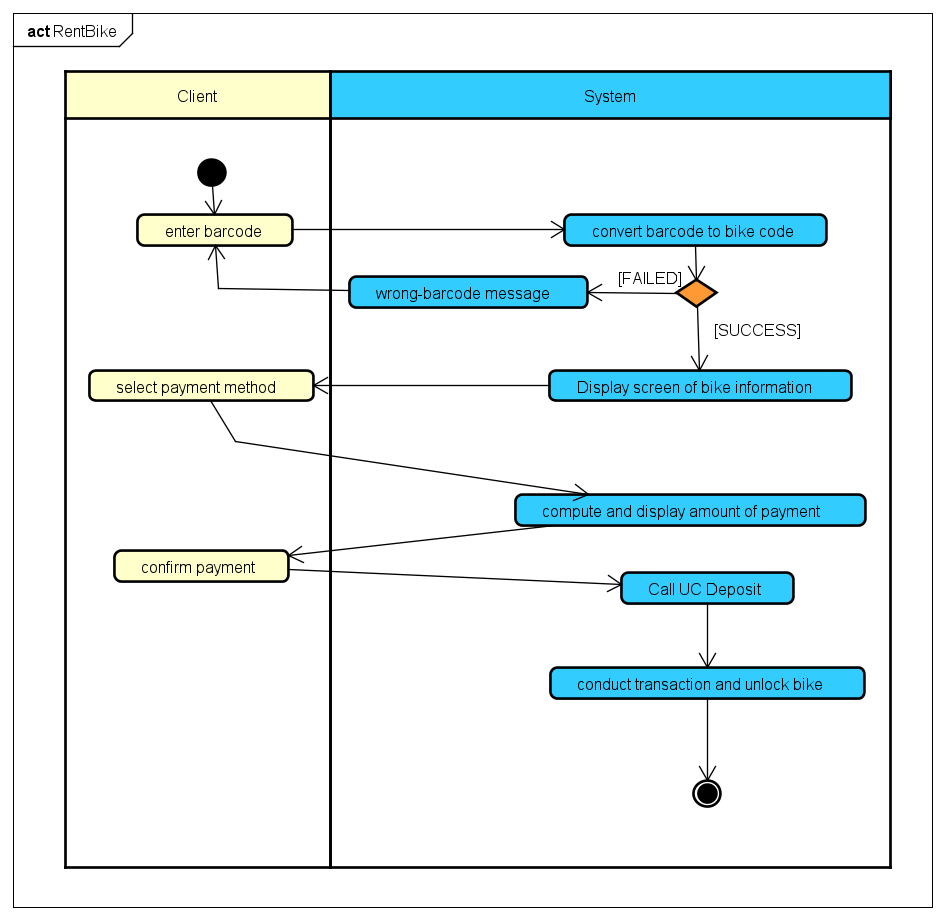 act RentBike
Client
System
enter barcode
convert barcode to bike code
[FAILED]
wrong-barcode message
[SUCCESS]
select payment method
Display screen of bike information
compute and display amount of payment
confirm payment
Call UC Deposit
conduct transaction and unlock bike